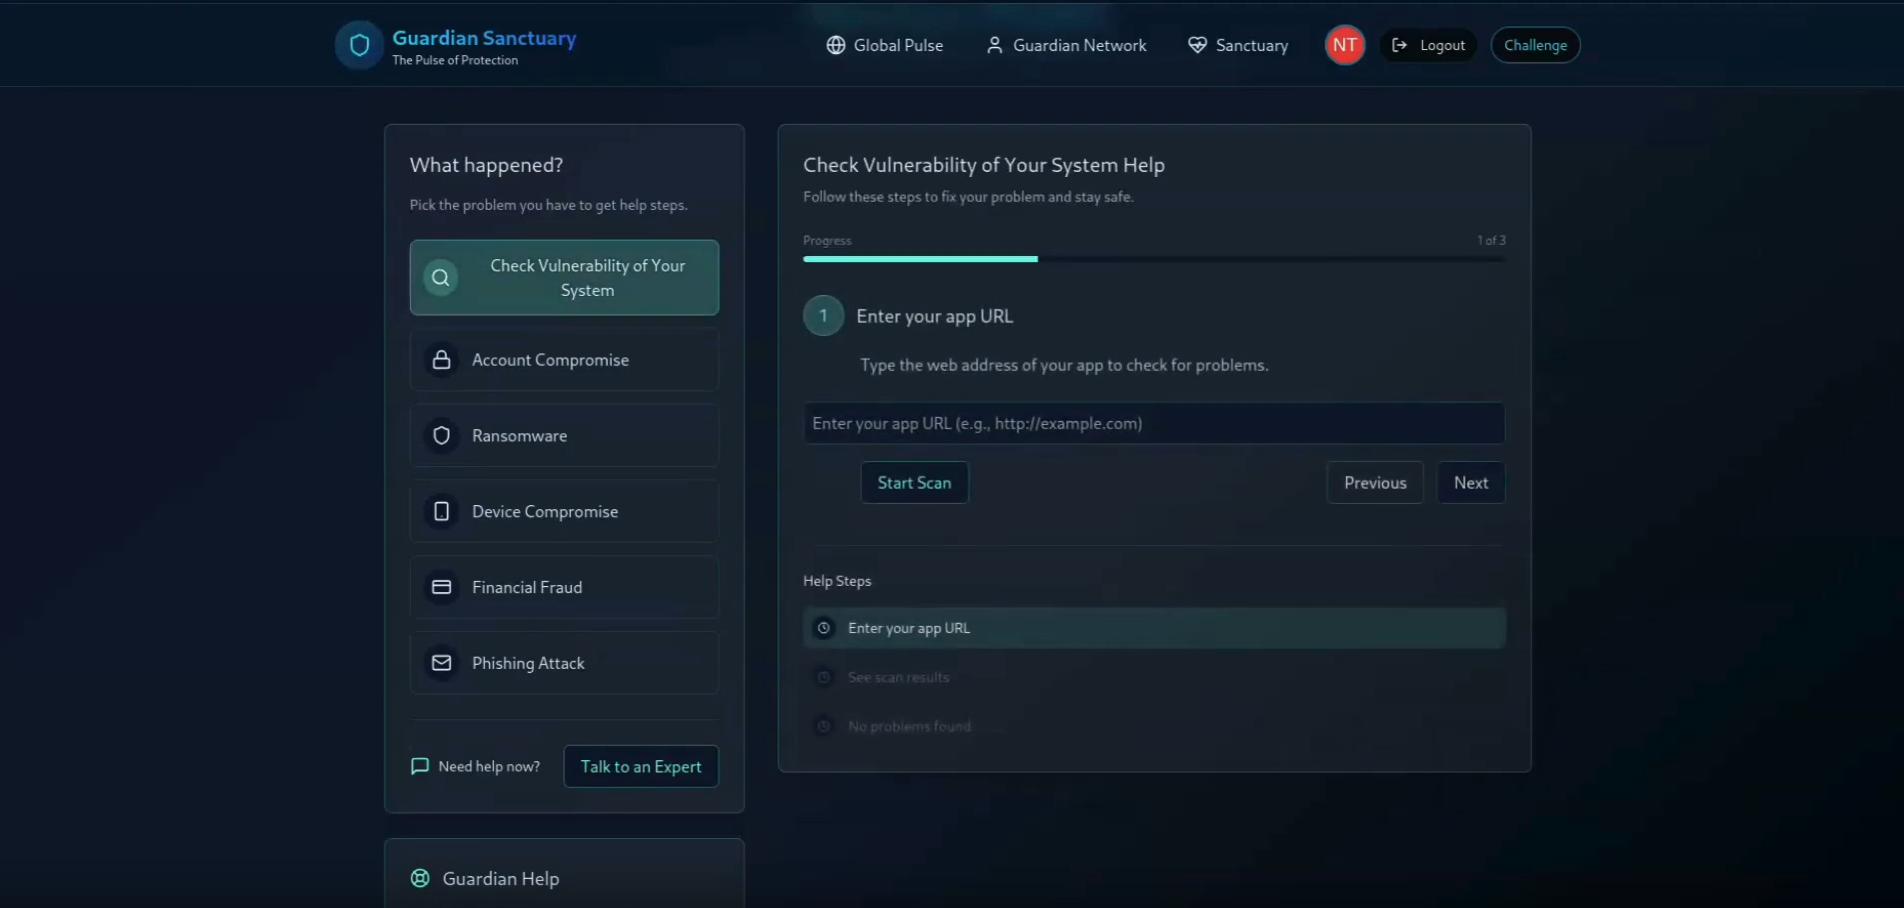 Guardian Sanctuary
The Pulse of Protection
Global Pulse
Guardian Network
Sanctuary
NT
Logout
Challenge
What happened?
Pick the problem you have to get help steps.
Check Vulnerability of Your
System
Account Compromise
Ransomware
Device Compromise
Financial Fraud
Phishing Attack
Need help now?
Talk to an Expert
Guardian Help
Check Vulnerability of Your System Help
Follow these steps to fix your problem and stay safe.
Progress
1 of 3
1
Enter your app URL
Type the web address of your app to check for problems.
Enter your app URL (e.g., http://example.com)
Start Scan
Previous
Next
Help Steps
Enter your app URL
See scan results
No problems found